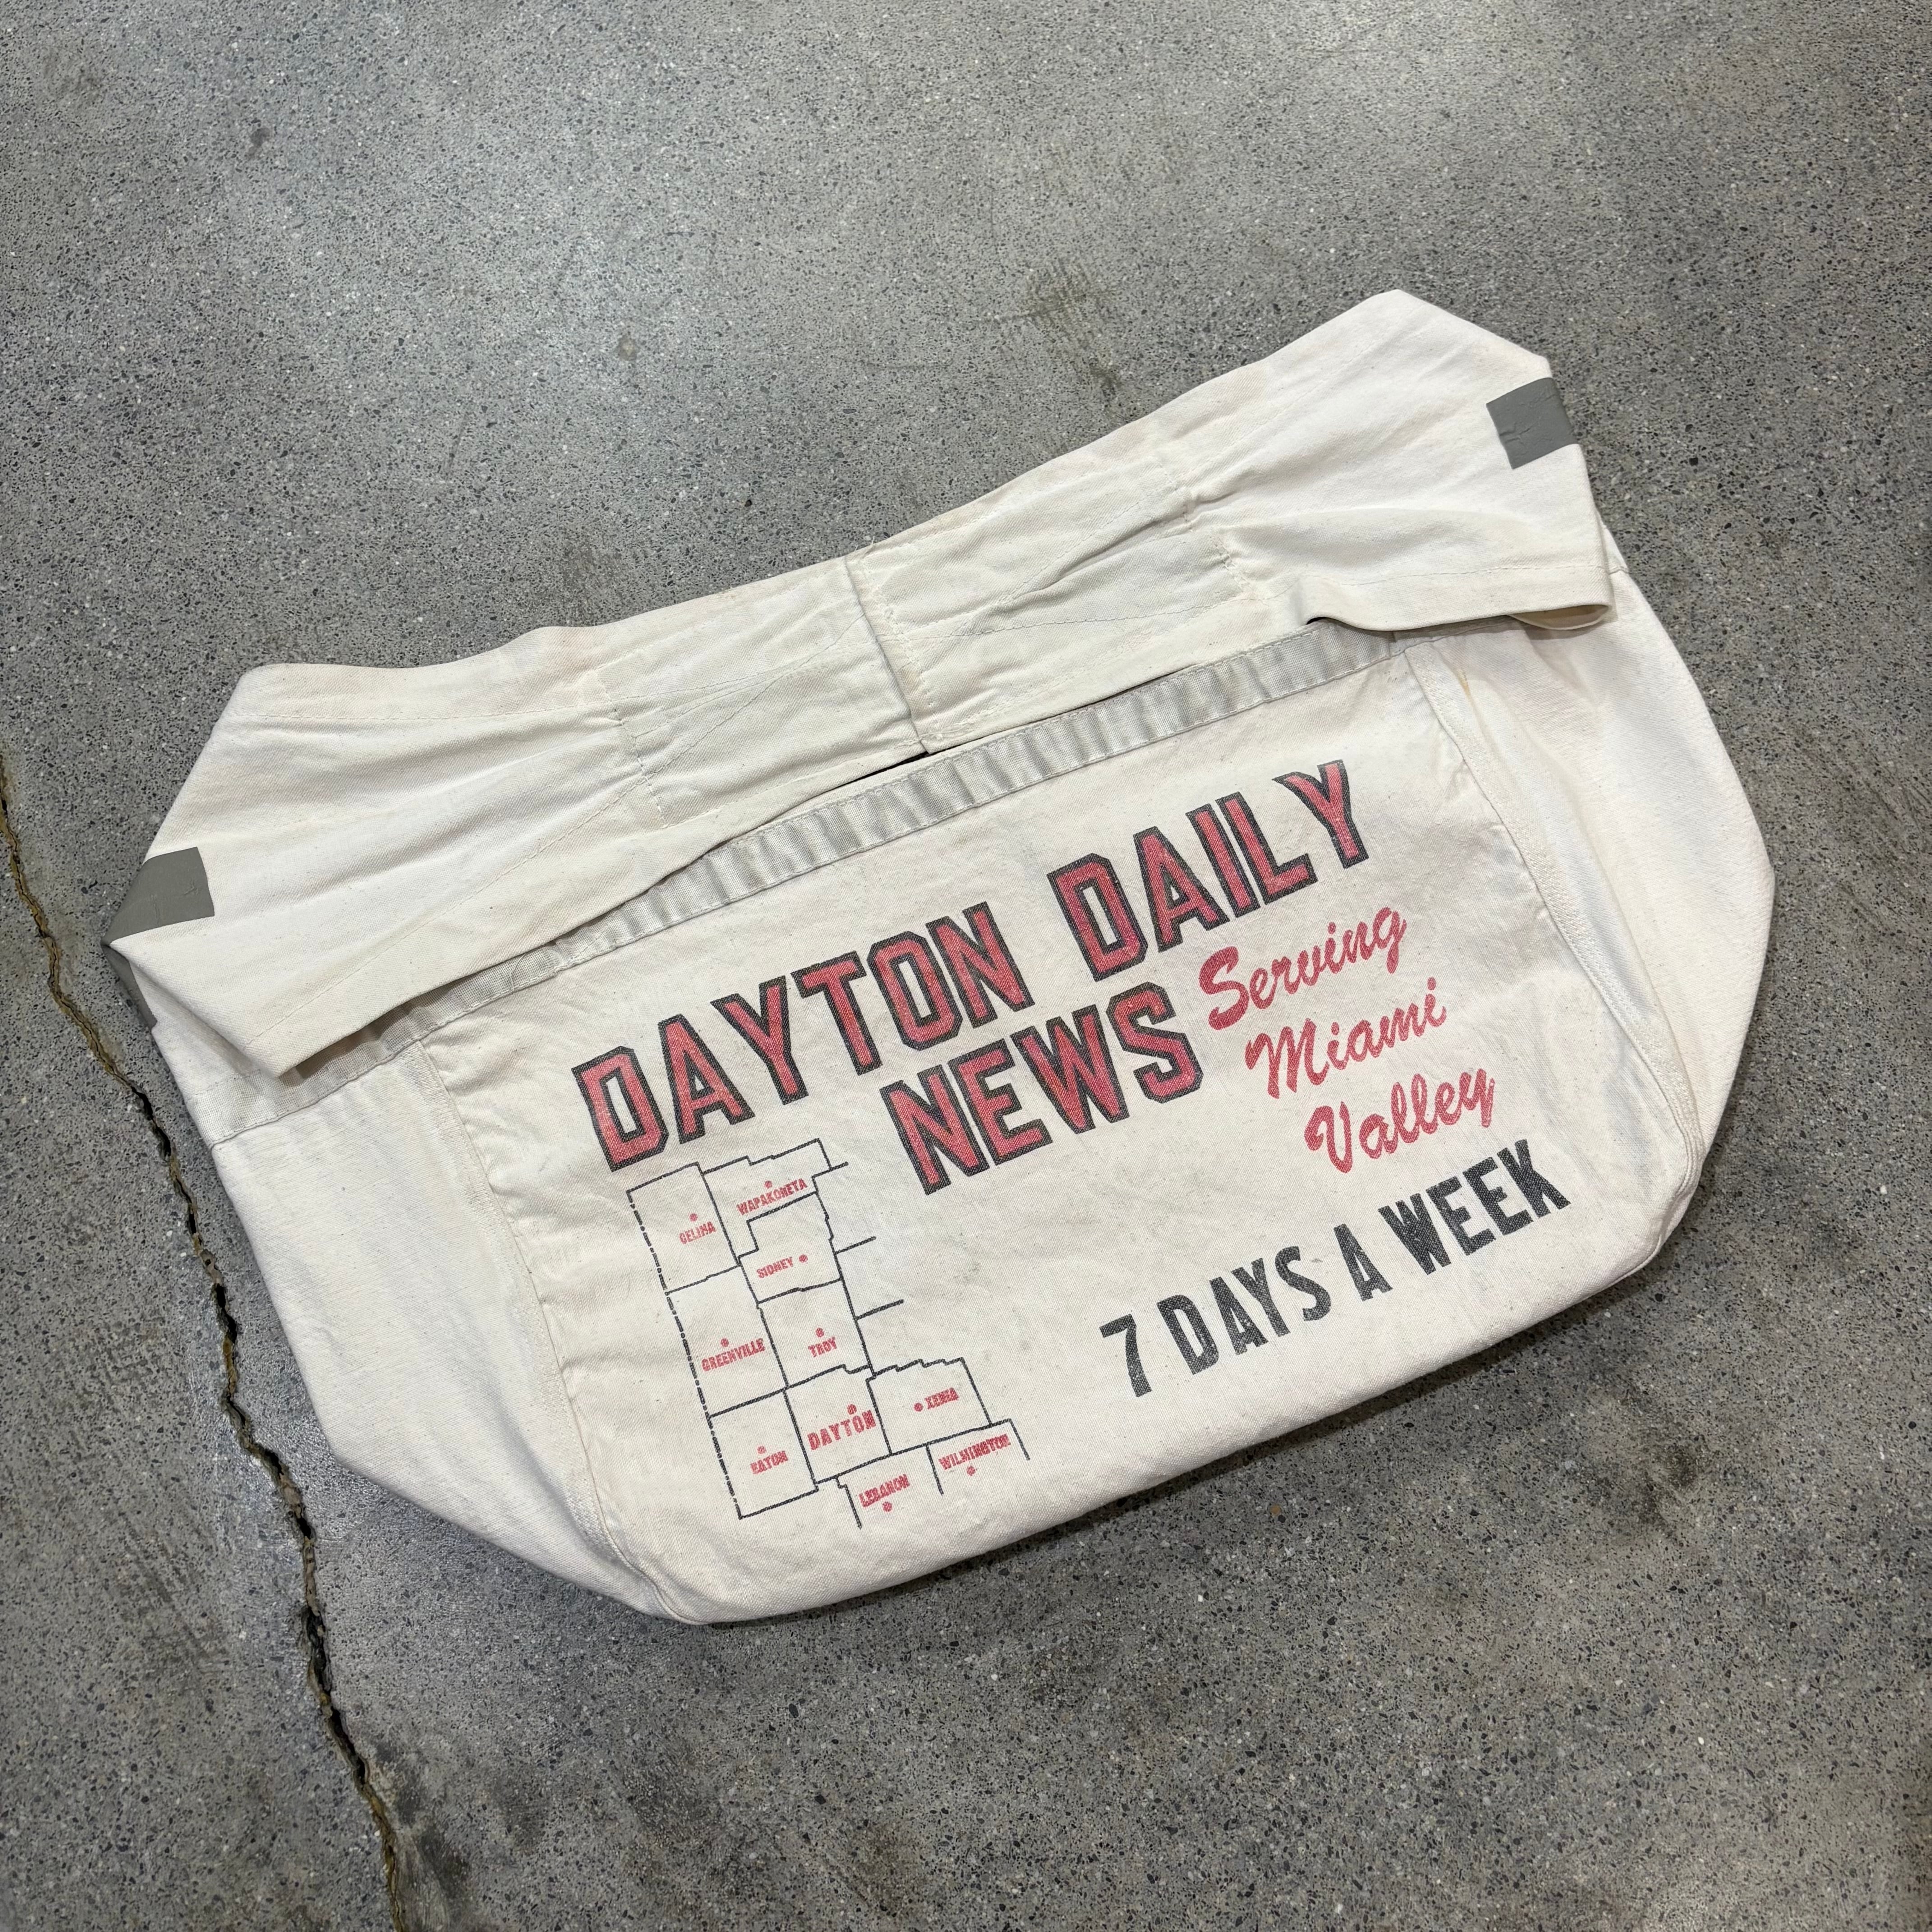 DAYTON DAILY
NEWS
Serving
Miami
Valley
7 DAYS A WEEK
WAPAKONETA
CELINA
SIDNEY
GREENVILLE
TROY
XENIA
DAYTON
EATON
WILMINGTON
LEBANON